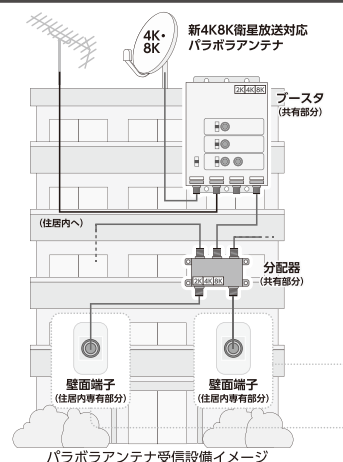 4K・
8K
新4K8K衛星放送対応
パラボラアンテナ
2K 4K 8K
ブースタ
(共有部分)
(住居内へ)
分配器
(共有部分)
2K 4K 8K
壁面端子
(住居内専有部分)
壁面端子
(住居内専有部分)
パラボラアンテナ受信設備イメージ